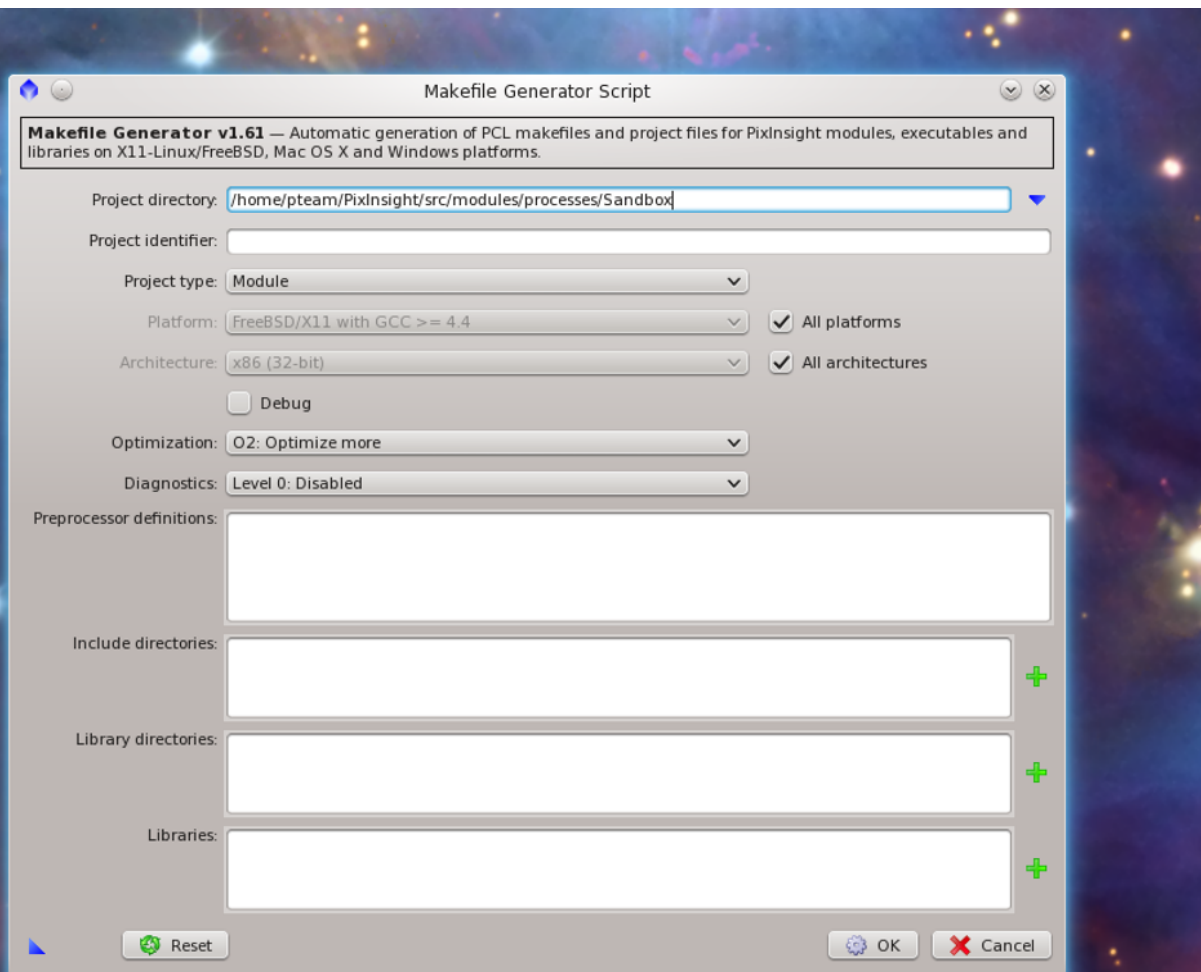 Makefile Generator Script
Makefile Generator v1.61 — Automatic generation of PCL makefiles and project files for PixInsight modules, executables and
libraries on X11-Linux/FreeBSD, Mac OS X and Windows platforms.
Project directory: /home/pteam/PixInsight/src/modules/processes/Sandbox
Project identifier:
Project type: Module
Platform: FreeBSD/X11 with GCC >= 4.4 All platforms
Architecture: x86 (32-bit) All architectures
Debug
Optimization: O2: Optimize more
Diagnostics: Level 0: Disabled
Preprocessor definitions:
Include directories:
Library directories:
Libraries:
Reset OK Cancel